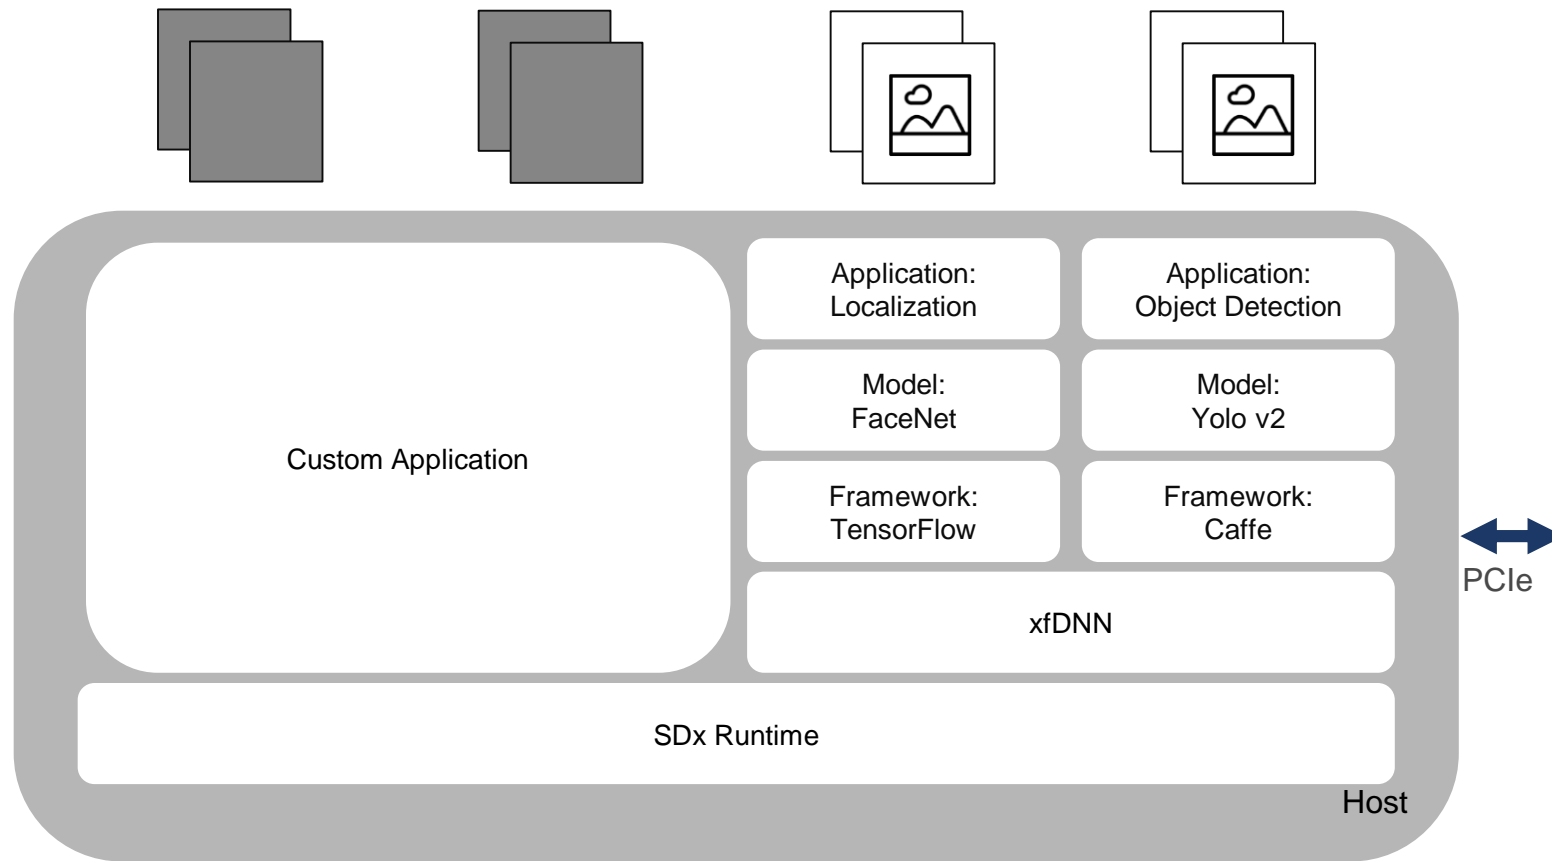 Custom Application
Application:
Localization
Application:
Object Detection
Model:
FaceNet
Model:
Yolo v2
Framework:
TensorFlow
Framework:
Caffe
xfDNN
SDx Runtime
Host
PCIe